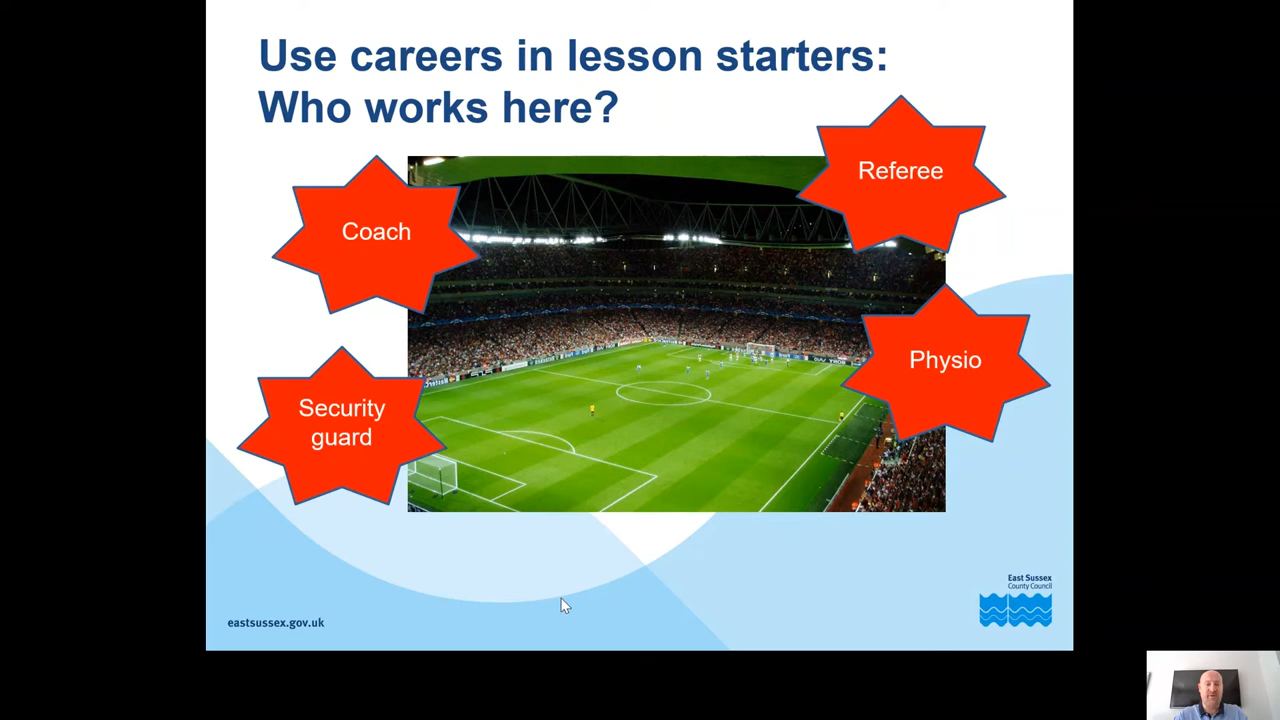 Use careers in lesson starters:
Who works here?
Referee
Coach
Physio
Security
guard
East Sussex
County Council
eastsussex.gov.uk